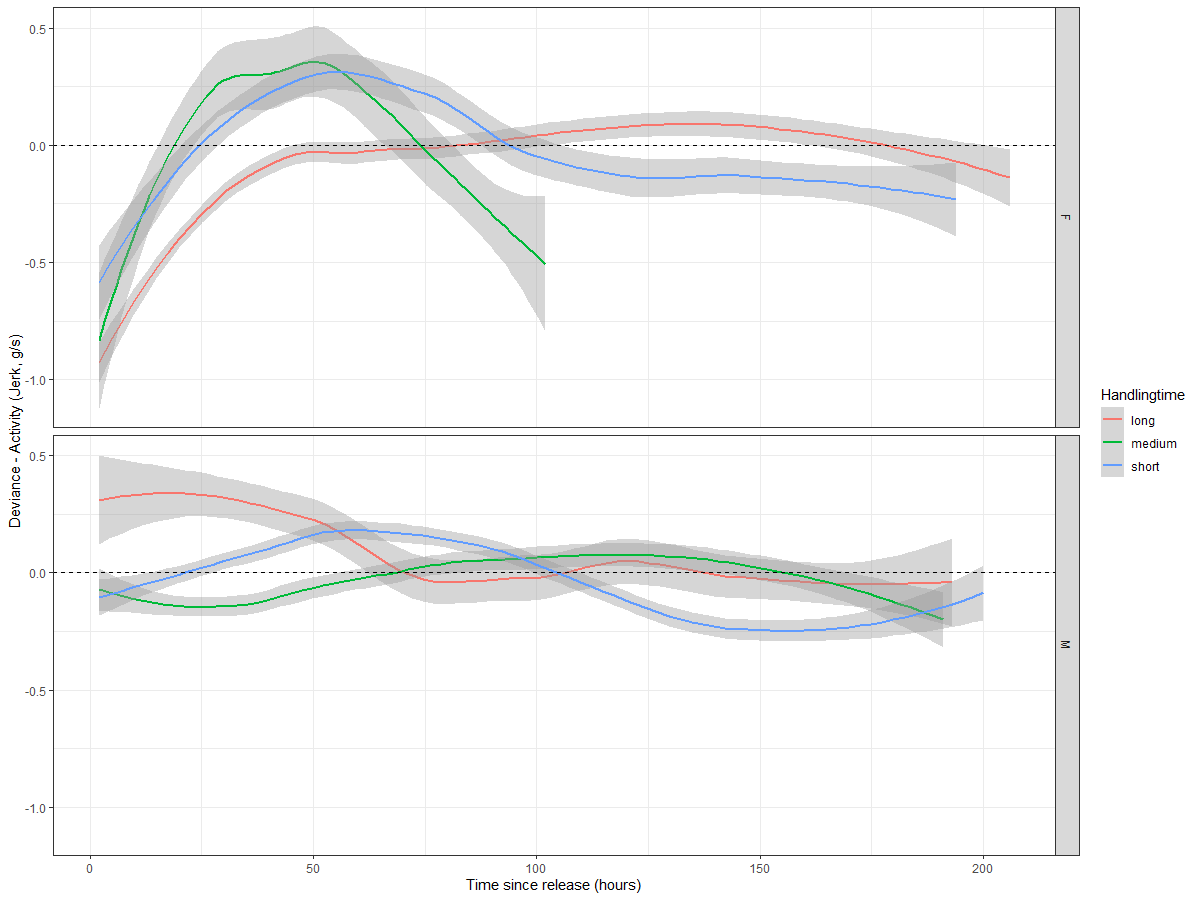 Deviance - Activity (Jerk, g/s)
0.5
0.0
-0.5
-1.0
F
0.5
0.0
-0.5
-1.0
M
0
50
100
150
200
Time since release (hours)
Handlingtime
long
medium
short